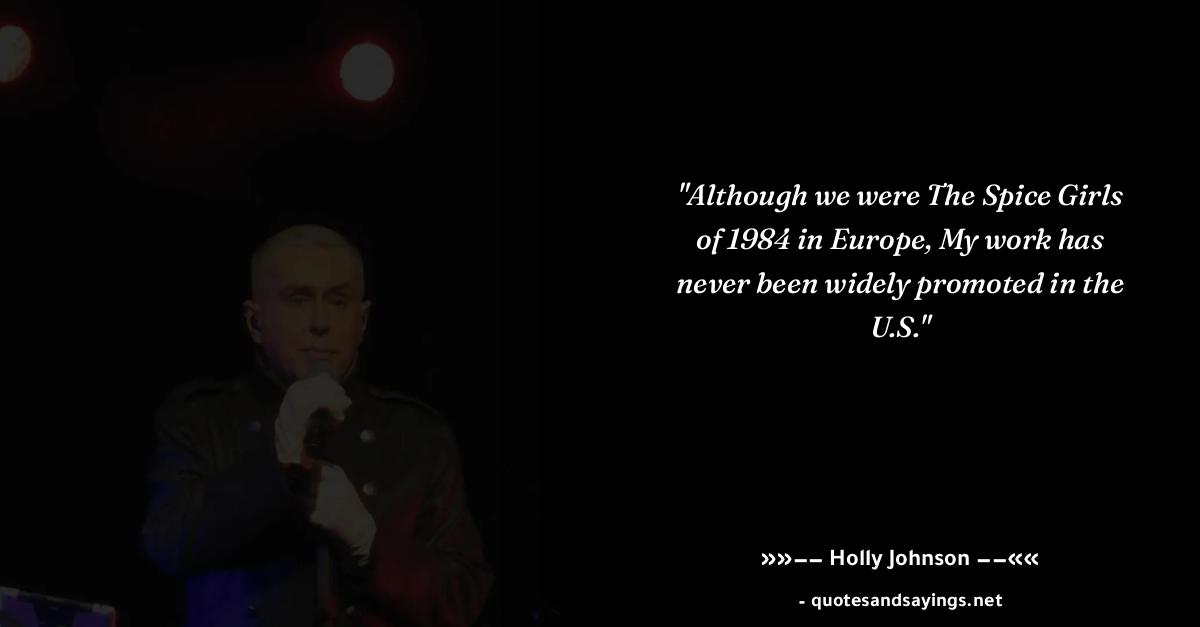 "Although we were The Spice Girls
of 1984 in Europe, My work has
never been widely promoted in the
U.S."
»»−− Holly Johnson −−««
- quotesandsayings.net